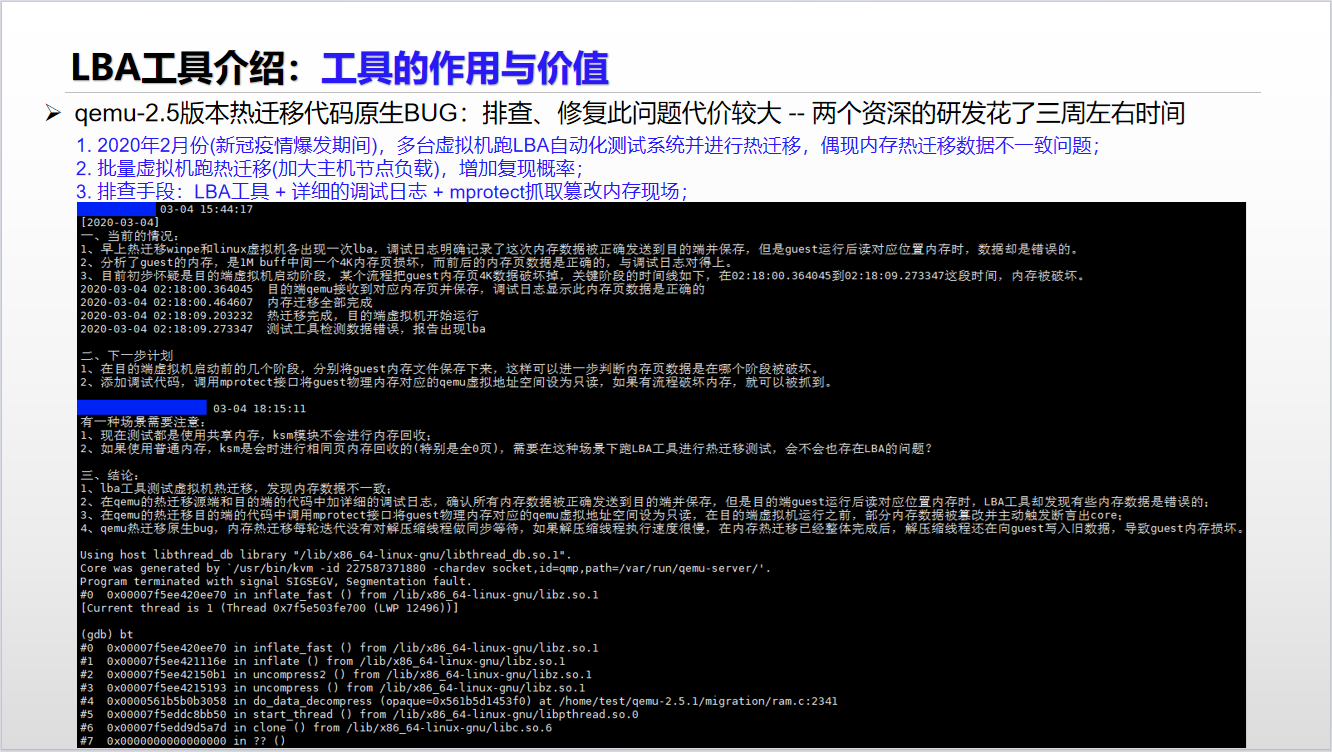 LBA工具介绍：工具的作用与价值
➢ qemu-2.5版本热迁移代码原生BUG：排查、修复此问题代价较大 -- 两个资深的研发花了三周左右时间
1. 2020年2月份(新冠疫情爆发期间)，多台虚拟机跑LBA自动化测试系统并进行热迁移，偶现内存热迁移数据不一致问题；
2. 批量虚拟机跑热迁移(加大主机节点负载)，增加复现概率；
3. 排查手段：LBA工具 + 详细的调试日志 + mprotect抓取篡改内存现场；
03-04 15:44:17
[2020-03-04]
一、当前的情况：
1、早上热迁移winpe和linux虚拟机各出现一次lba，调试日志明确记录了这次内存数据被正确发送到目的端并保存，但是guest运行后读对应位置内存时，数据却是错误的。
2、分析了guest的内存，是1M buff中间一个4K内存页损坏，而前后的内存页数据是正确的，与调试日志对得上。
3、目前初步怀疑是目的端虚拟机启动阶段，某个流程把guest内存页4K数据破坏掉，关键阶段的时间线如下，在02:18:00.364045到02:18:09.273347这段时间，内存被破坏。
2020-03-04 02:18:00.364045  目的端qemu接收到对应内存页并保存，调试日志显示此内存页数据是正确的
2020-03-04 02:18:00.464607  内存迁移全部完成
2020-03-04 02:18:09.203232  热迁移完成，目的端虚拟机开始运行
2020-03-04 02:18:09.273347  测试工具检测数据错误，报告出现lba
二、下一步计划
1、在目的端虚拟机启动前的几个阶段，分别将guest内存文件保存下来，这样可以进一步判断内存页数据是在哪个阶段被破坏。
2、添加调试代码，调用mprotect接口将guest物理内存对应的qemu虚拟地址空间设为只读，如果有流程破坏内存，就可以被抓到。
03-04 18:15:11
有一种场景需要注意：
1、现在测试都是使用共享内存，ksm模块不会进行内存回收；
2、如果使用普通内存，ksm是会时进行相同页内存回收的(特别是全0页)，需要在这种场景下跑LBA工具进行热迁移测试，会不会也存在LBA的问题？
三、结论：
1、lba工具测试虚拟机热迁移，发现内存数据不一致；
2、在qemu的热迁移源端和目的端的代码中加详细的调试日志，确认所有内存数据被正确发送到目的端并保存，但是目的端guest运行后读对应位置内存时，LBA工具却发现有些内存数据是错误的；
3、在qemu的热迁移目的端的代码中调用mprotect接口将guest物理内存对应的qemu虚拟地址空间设为只读，在目的端虚拟机运行之前，部分内存数据被篡改并主动触发断言出core；
4、qemu热迁移原生bug，内存热迁移每轮迭代没有对解压缩线程做同步等待，如果解压缩线程执行速度很慢，在内存热迁移已经整体完成后，解压缩线程还在向guest写入旧数据，导致guest内存损坏。
Using host libthread_db library "/lib/x86_64-linux-gnu/libthread_db.so.1".
Core was generated by `/usr/bin/kvm -id 227587371880 -chardev socket,id=qmp,path=/var/run/qemu-server/'.
Program terminated with signal SIGSEGV, Segmentation fault.
#0  0x00007f5ee420ee70 in inflate_fast () from /lib/x86_64-linux-gnu/libz.so.1
[Current thread is 1 (Thread 0x7f5e503fe700 (LWP 12496))]
(gdb) bt
#0  0x00007f5ee420ee70 in inflate_fast () from /lib/x86_64-linux-gnu/libz.so.1
#1  0x00007f5ee421116e in inflate () from /lib/x86_64-linux-gnu/libz.so.1
#2  0x00007f5ee42150b1 in uncompress2 () from /lib/x86_64-linux-gnu/libz.so.1
#3  0x00007f5ee4215193 in uncompress () from /lib/x86_64-linux-gnu/libz.so.1
#4  0x0000561b5b0b3058 in do_data_decompress (opaque=0x561b5d1453f0) at /home/test/qemu-2.5.1/migration/ram.c:2341
#5  0x00007f5eddc8bb50 in start_thread () from /lib/x86_64-linux-gnu/libpthread.so.0
#6  0x00007f5edd9d5a7d in clone () from /lib/x86_64-linux-gnu/libc.so.6
#7  0x0000000000000000 in ?? ()